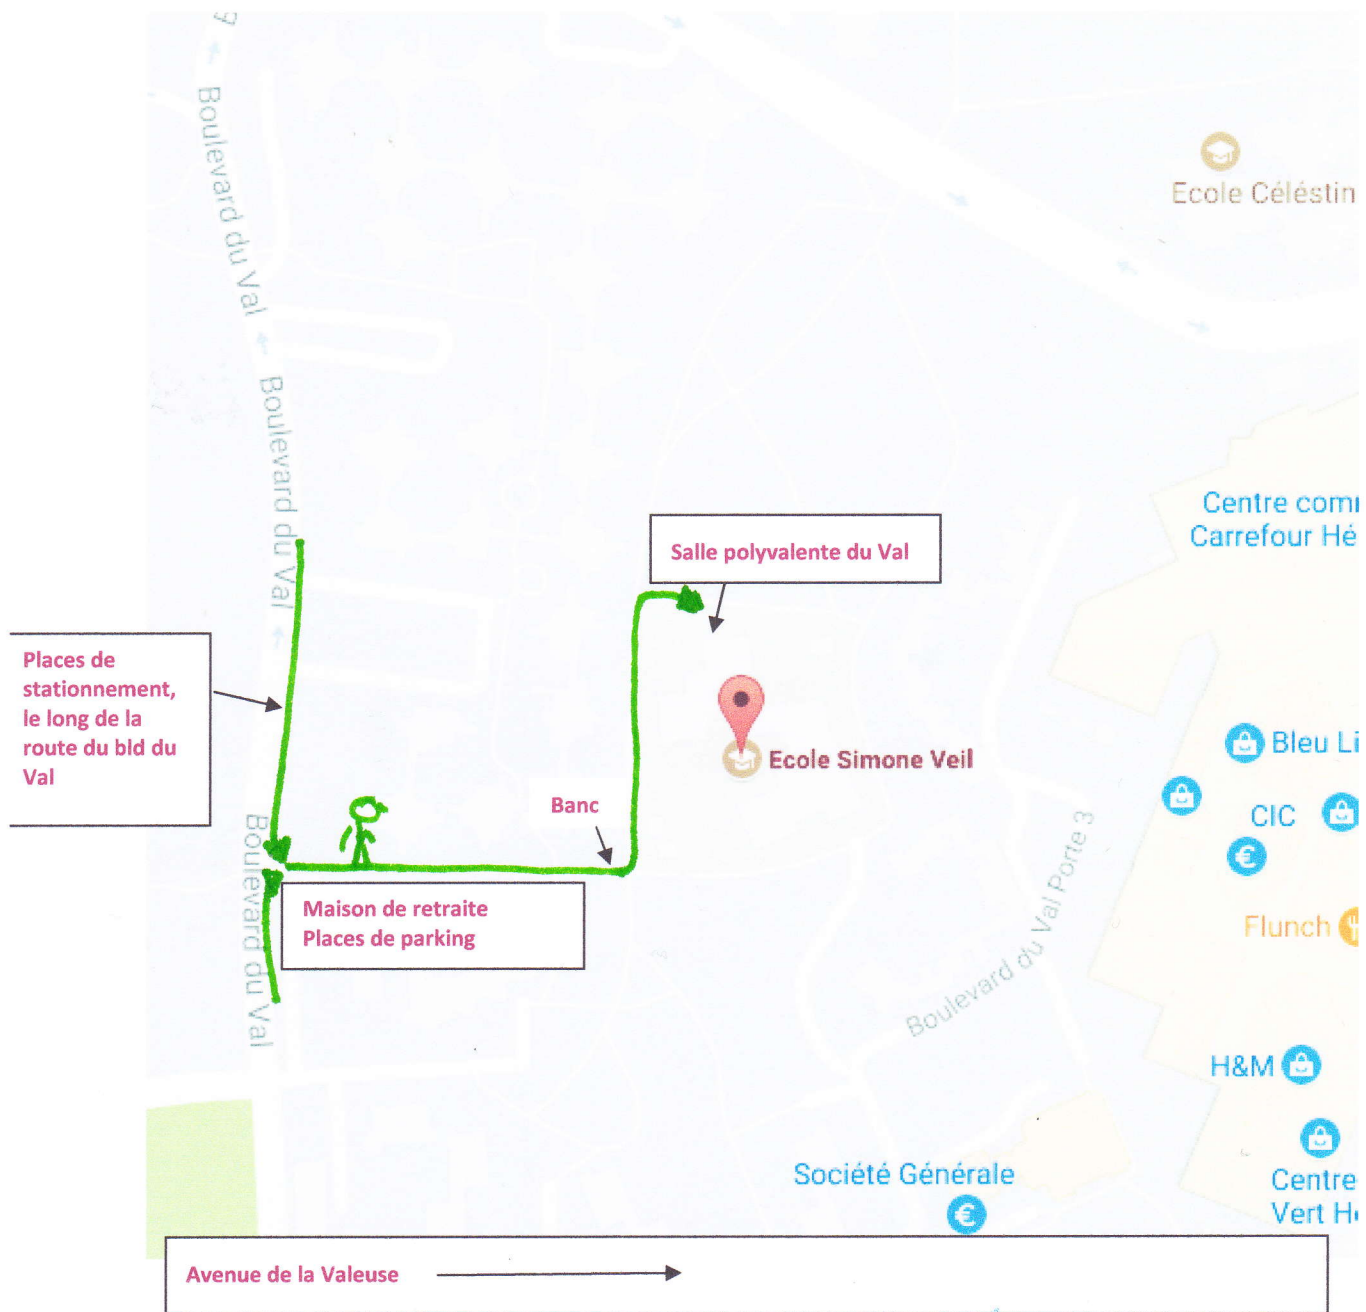 g
Boulevard du Val
Ecole Céléstin
Boulevard du Val
Centre comm
Carrefour Hé
Salle polyvalente du Val
Places de
stationnement,
le long de la
route du bld du
Val
Ecole Simone Veil
Bleu Li
Banc
CIC
Boulevard du Val
Boulevard du Val Porte 3
Maison de retraite
Places de parking
Flunch
H&M
Société Générale
Centre
Vert H
Avenue de la Valeuse